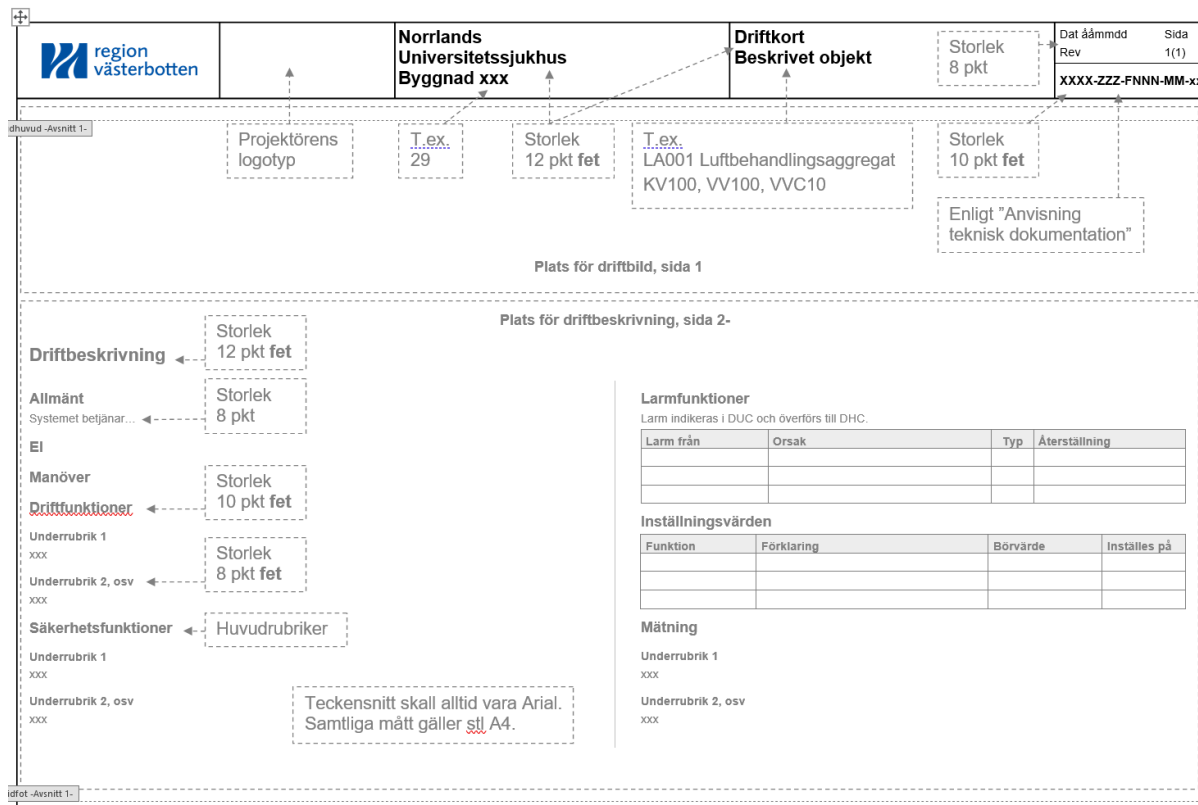 region
västerbotten
Norrlands
Universitetssjukhus
Byggnad xxx
Driftkort
Beskrivet objekt
Storlek
8 pkt
Dat ååmmdd Sida
Rev 1(1)
XXXX-ZZZ-FNNN-MM-xx
dhuvud -Avsnitt 1-
Projektörens
logotyp
T.ex.
29
Storlek
12 pkt fet
T.ex.
LA001 Luftbehandlingsaggregat
KV100, VV100, VVC10
Storlek
10 pkt fet
Enligt ”Anvisning
teknisk dokumentation”
Plats för driftbild, sida 1
Plats för driftbeskrivning, sida 2-
Driftbeskrivning
Storlek
12 pkt fet
Allmänt
Systemet betjänar...
Storlek
8 pkt
El
Manöver
Driftfunktioner
Storlek
10 pkt fet
Underrubrik 1
xxx
Underrubrik 2, osv
xxx
Storlek
8 pkt fet
Säkerhetsfunktioner
Huvudrubriker
Underrubrik 1
xxx
Underrubrik 2, osv
xxx
Teckensnitt skall alltid vara Arial.
Samtliga mått gäller stl A4.
Larmfunktioner
Larm indikeras i DUC och överförs till DHC.
Larm från Orsak Typ Återställning
Inställningsvärden
Funktion Förklaring Börvärde Inställes på
Mätning
Underrubrik 1
xxx
Underrubrik 2, osv
xxx
idfot -Avsnitt 1-